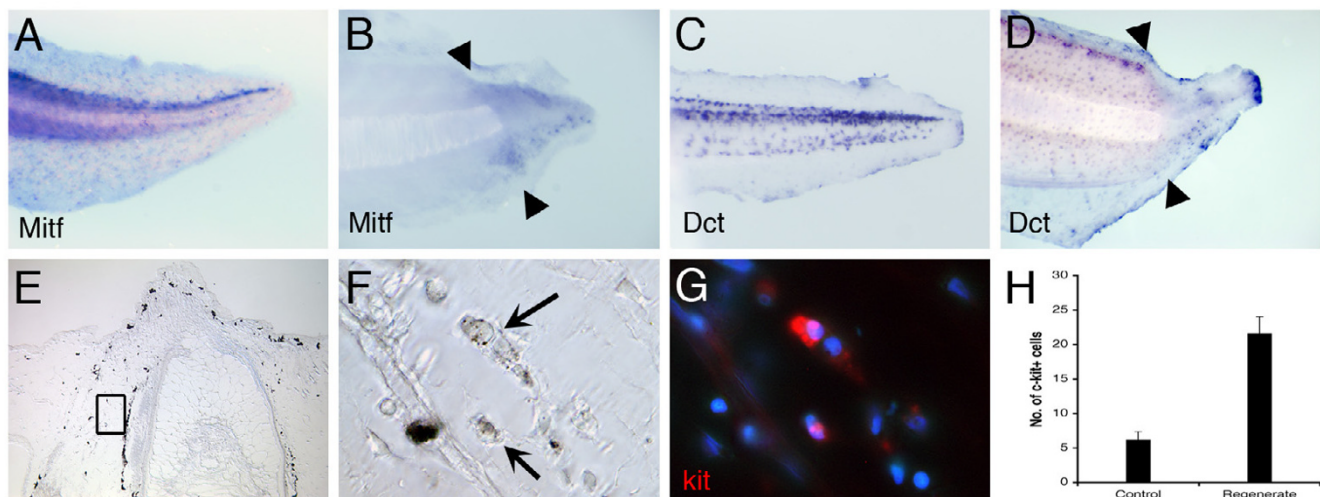 A
B
C
D
Mitf
Mitf
Dct
Dct
E
F
G
H
kit
No. of c-kit+ cells
30
25
20
15
10
5
0
Control
Regenerate